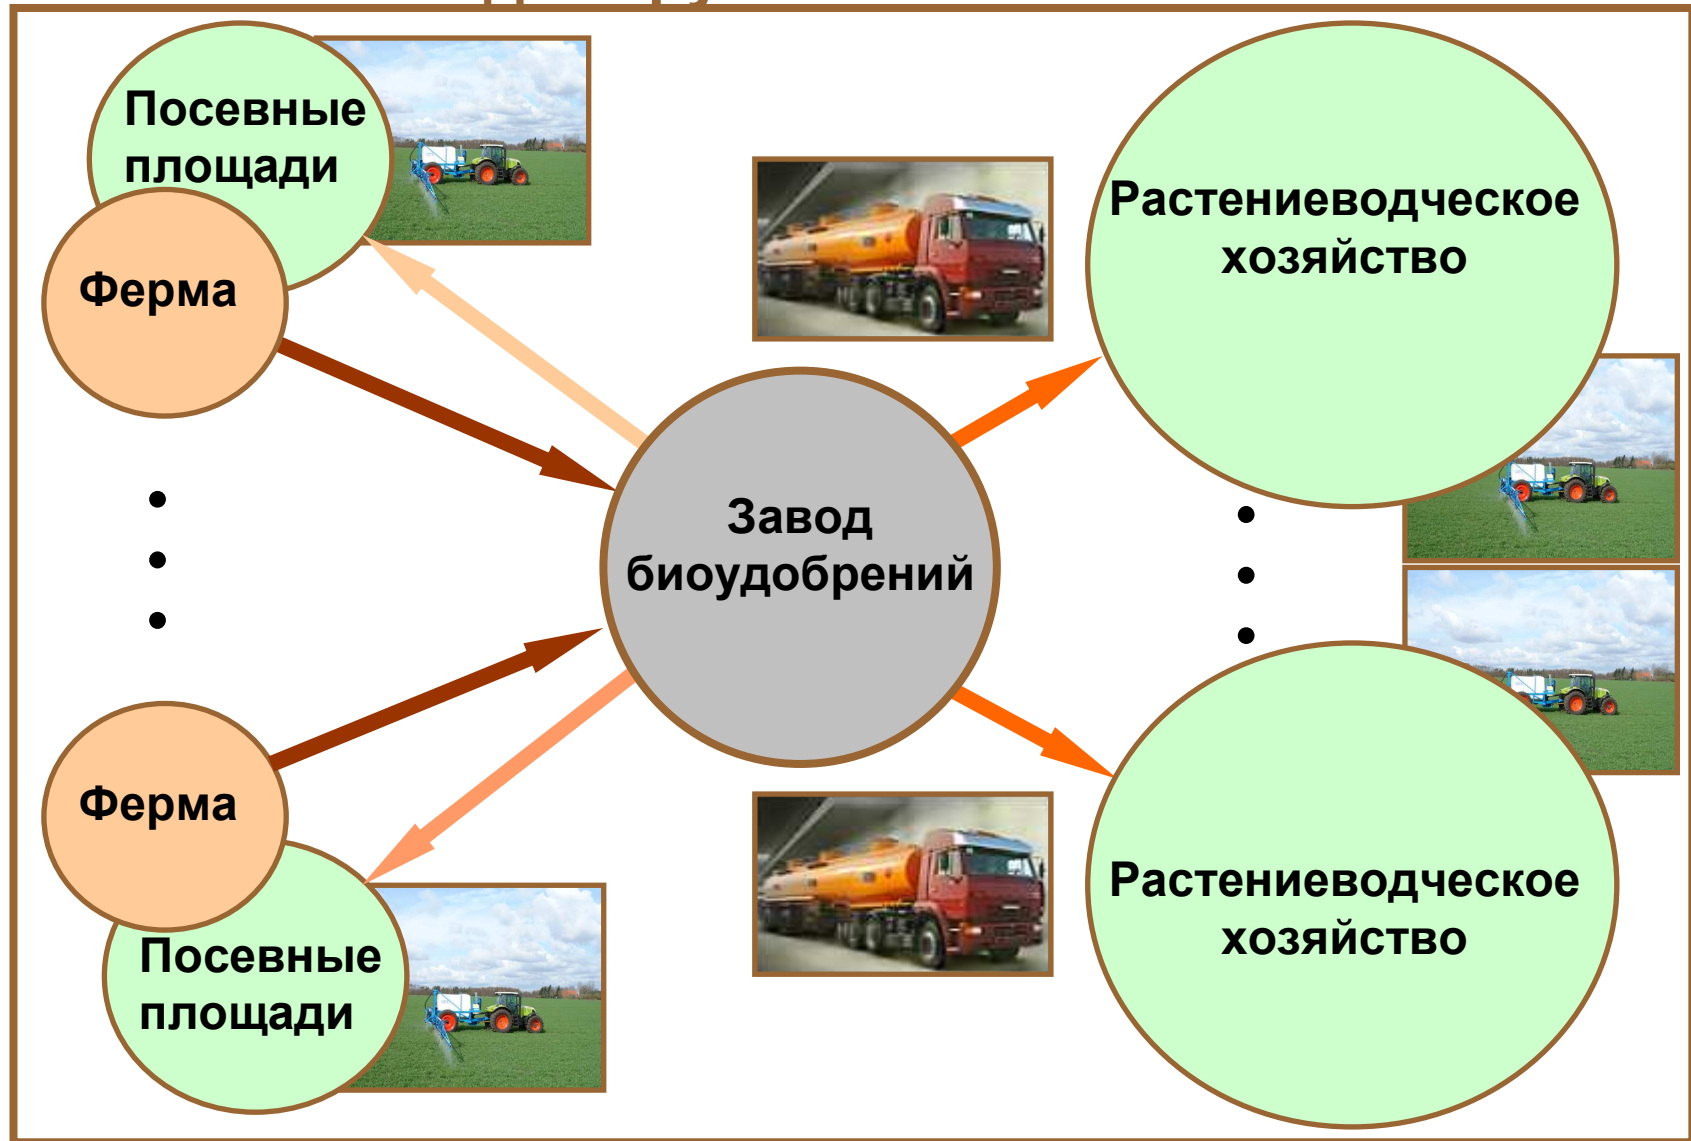 Посевные
площади
Ферма
Растениеводческое
хозяйство
Завод
биоудобрений
Ферма
Посевные
площади
Растениеводческое
хозяйство